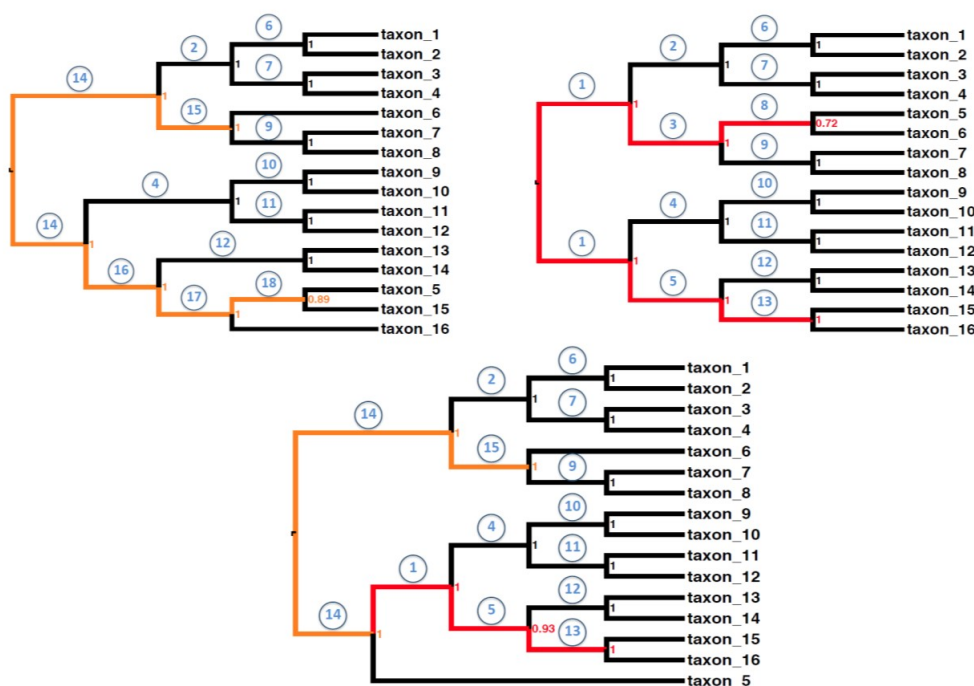 6 taxon_1
2 1 taxon_2
7 taxon_3
1 1 taxon_4
14
1
15 taxon_6
1 9 taxon_7
1 taxon_8
10 taxon_9
4 1 taxon_10
11 taxon_11
1 1 taxon_12
14 12 taxon_13
1 1 taxon_14
16 18 taxon_5
1 17 0.89 taxon_15
1 taxon_16
6 taxon_1
2 1 taxon_2
7 taxon_3
1 1 taxon_4
1 8 taxon_5
1 3 0.72 taxon_6
9 taxon_7
1 1 taxon_8
10 taxon_9
4 1 taxon_10
11 taxon_11
1 1 taxon_12
1 12 taxon_13
1 5 1 taxon_14
13 taxon_15
1 1 taxon_16
6 taxon_1
2 1 taxon_2
7 taxon_3
1 1 taxon_4
14
1
15 taxon_6
1 9 taxon_7
1 taxon_8
10 taxon_9
4 1 taxon_10
11 taxon_11
1 1 taxon_12
1 12 taxon_13
1 5 1 taxon_14
0.93 13 taxon_15
14 1 1 taxon_16
taxon_5